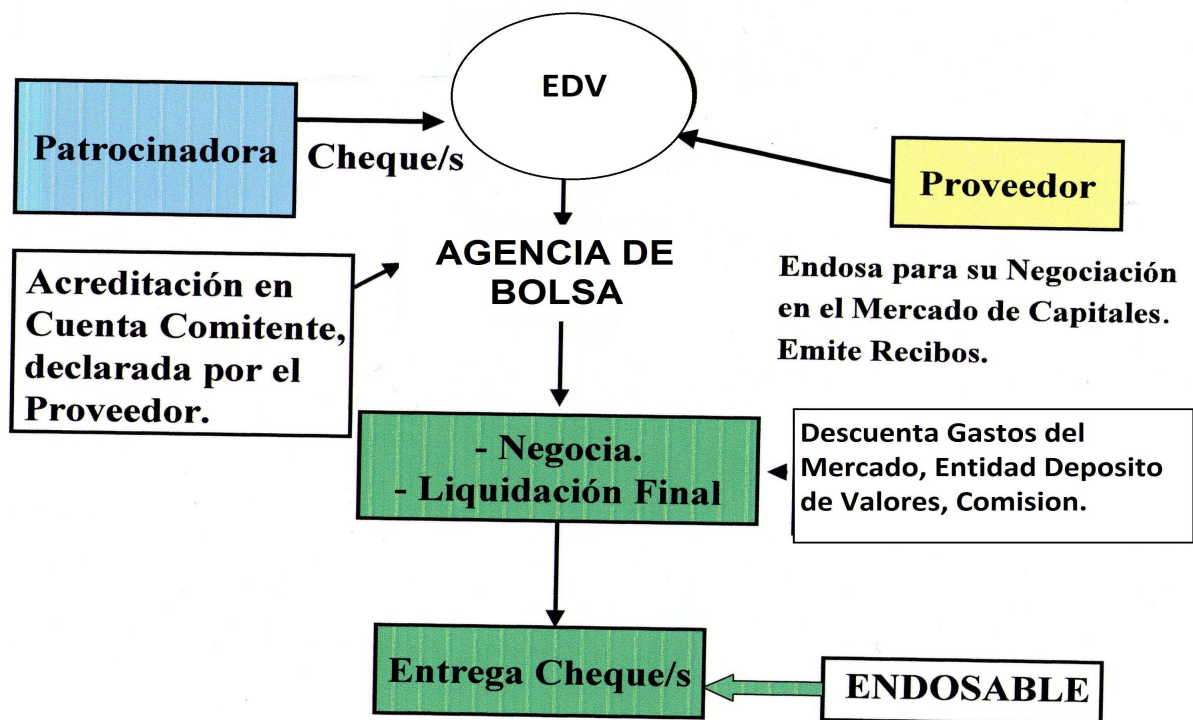 EDV
Patrocinadora
Cheque/s
Proveedor
Acreditación en
Cuenta Comitente,
declarada por el
Proveedor.
AGENCIA DE
BOLSA
Endosa para su Negociación
en el Mercado de Capitales.
Emite Recibos.
- Negocia.
- Liquidación Final
Descuenta Gastos del
Mercado, Entidad Deposito
de Valores, Comision.
Entrega Cheque/s
ENDOSABLE